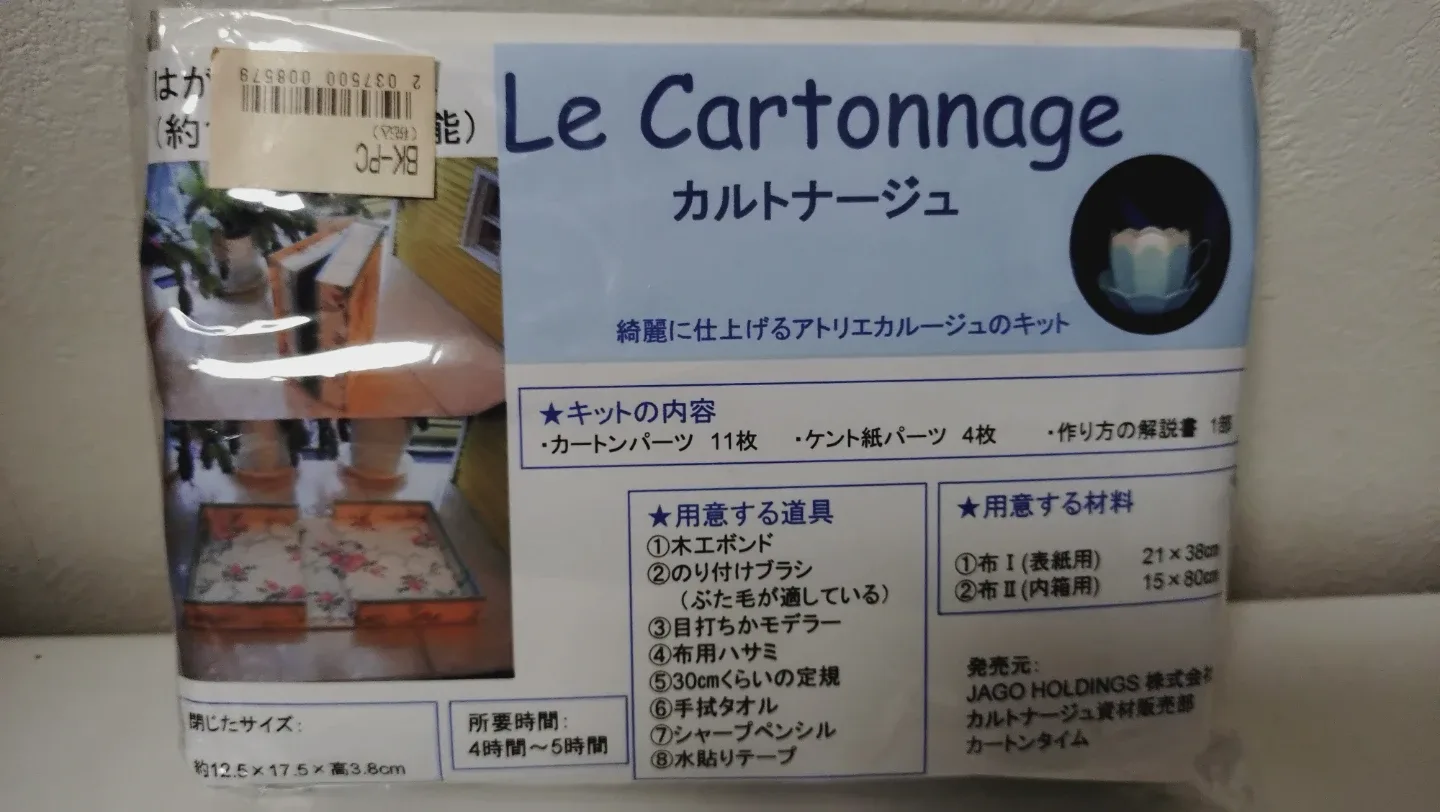 はが
(約 能)
2 037500 008579
(税込)
BK-PC
Le Cartonnage
カルトナージュ
綺麗に仕上げるアトリエカルージュのキット
★キットの内容
・カートンパーツ 11枚 ・ケント紙パーツ 4枚 ・作り方の解説書 1部
★用意する道具
①木工ボンド
②のり付けブラシ
(ぶた毛が適している)
③目打ちかモデラー
④布用ハサミ
⑤30cmくらいの定規
⑥手拭タオル
⑦シャープペンシル
⑧水貼りテープ
★用意する材料
①布Ⅰ(表紙用) 21×38cm
②布Ⅱ(内箱用) 15×80cm
発売元:
JAGO HOLDINGS 株式会社
カルトナージュ資材販売部
カートンタイム
閉じたサイズ:
約12.5×17.5×高3.8cm
所要時間:
4時間~5時間